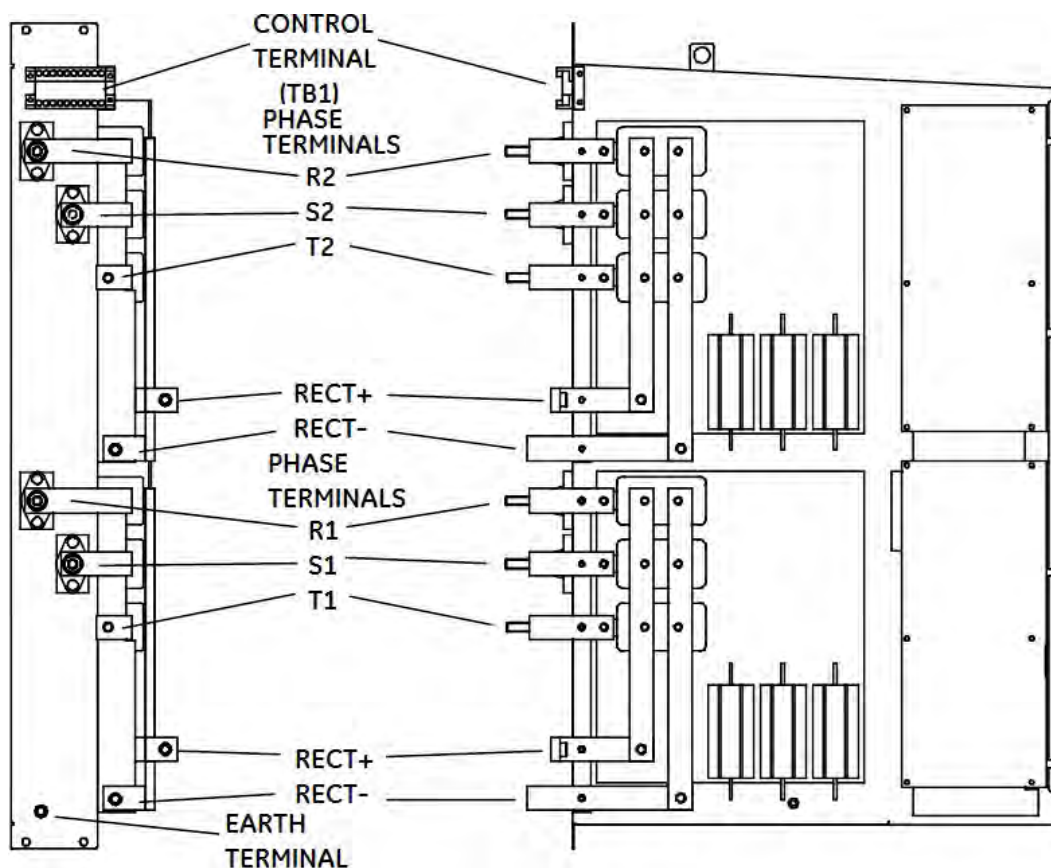 CONTROL
TERMINAL
(TB1)
PHASE
TERMINALS
R2
S2
T2
RECT+
RECT-
PHASE
TERMINALS
R1
S1
T1
RECT+
RECT-
EARTH
TERMINAL